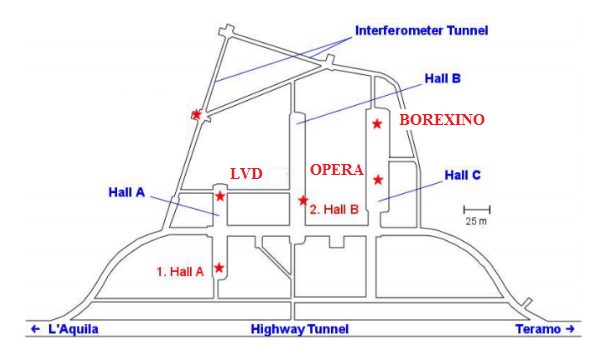 Interferometer Tunnel
Hall B
BOREXINO
LVD
OPERA
Hall A
Hall C
2. Hall B
25 m
1. Hall A
← L'Aquila
Highway Tunnel
Teramo →